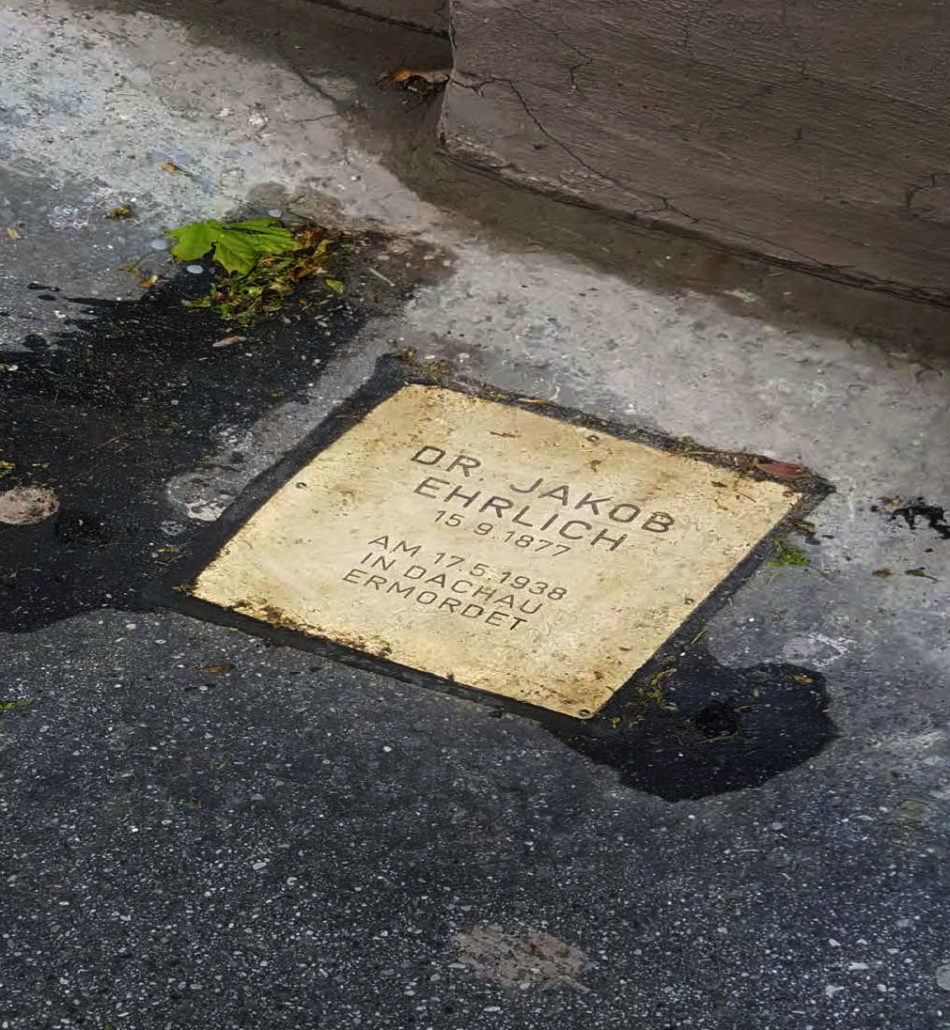 DR. JAKOB
EHRLICH
15.9.1877
AM 17.5.1938
IN DACHAU
ERMORDET